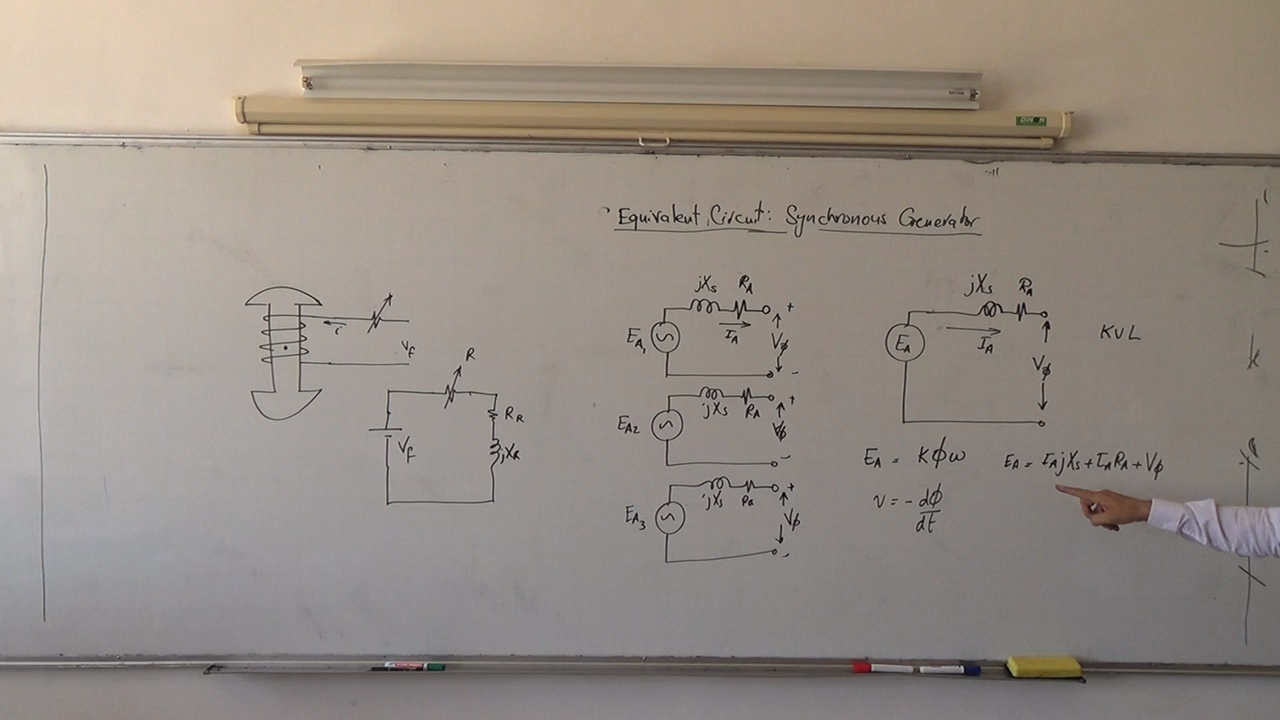 Equivalent Circuit: Synchronous Generator
Vf
R
RR
Vf
jXR
jXs RA
EA1
IA
+
Vφ
-
jXs RA
EA2
+
Vφ
-
jXs RA
EA3
+
Vφ
-
jXs RA
EA
IA
Vφ
KVL
EA = Kφω
EA = IAjXs + IARA + Vφ
v = - dφ
dt